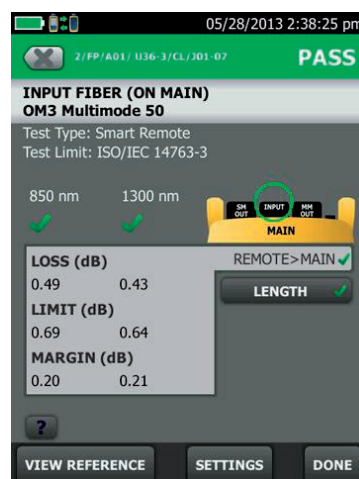 05/28/2013 2:38:25 pm
2/FP/A01/ U36-3/CL/J01-07
PASS
INPUT FIBER (ON MAIN)
OM3 Multimode 50
Test Type: Smart Remote
Test Limit: ISO/IEC 14763-3
850 nm 1300 nm
SM OUT INPUT MM OUT
MAIN
REMOTE>MAIN
LENGTH
LOSS (dB)
0.49 0.43
LIMIT (dB)
0.69 0.64
MARGIN (dB)
0.20 0.21
?
VIEW REFERENCE SETTINGS DONE